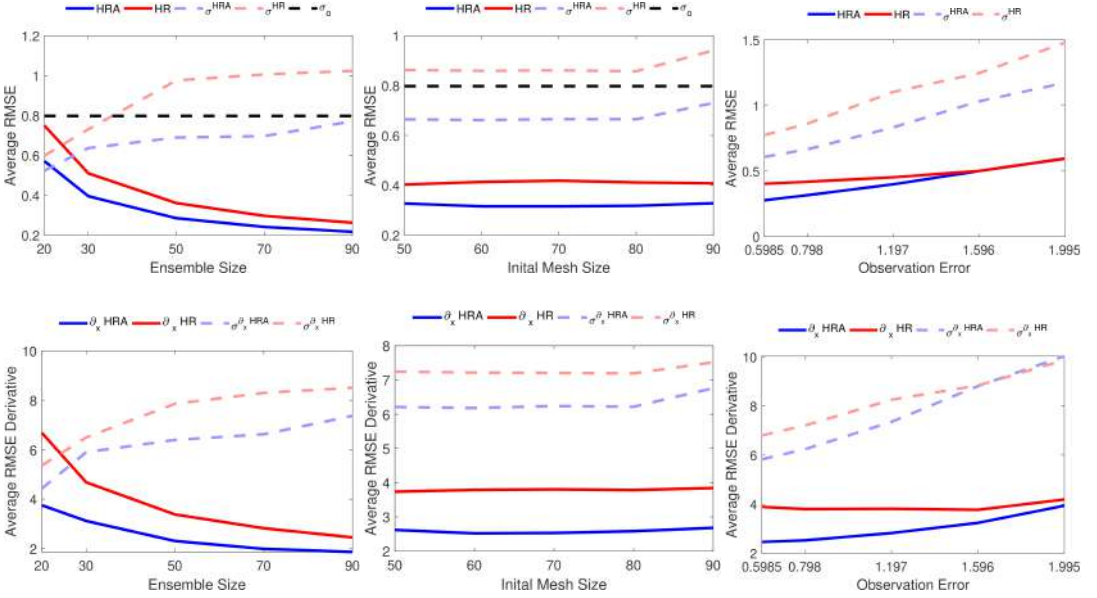 HRA HR σ^HRA σ^HR σ_o
1.2
1
0.8
0.6
0.4
0.2
20 30 50 70 90
Average RMSE
Ensemble Size
HRA HR σ^HRA σ^HR σ_o
1
0.8
0.6
0.4
0.2
0
50 60 70 80 90
Average RMSE
Inital Mesh Size
HRA HR σ^HRA σ^HR
1.5
1
0.5
0
0.5985 0.798 1.197 1.596 1.995
Average RMSE
Observation Error
∂_x HRA ∂_x HR σ^∂_x HRA σ^∂_x HR
10
8
6
4
2
20 30 50 70 90
Average RMSE Derivative
Ensemble Size
∂_x HRA ∂_x HR σ^∂_x HRA σ^∂_x HR
8
7
6
5
4
3
2
50 60 70 80 90
Average RMSE Derivative
Inital Mesh Size
∂_x HRA ∂_x HR σ^∂_x HRA σ^∂_x HR
10
8
6
4
2
0.5985 0.798 1.197 1.596 1.995
Average RMSE Derivative
Observation Error